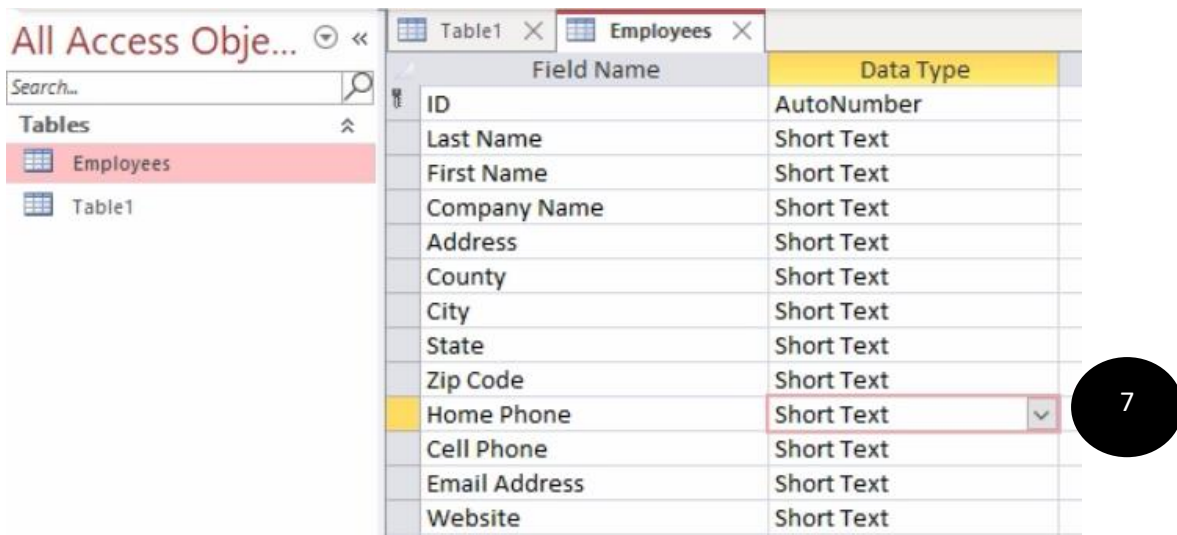 All Access Obje...
Search...
Tables
Employees
Table1
Table1 Employees
Field Name Data Type
ID AutoNumber
Last Name Short Text
First Name Short Text
Company Name Short Text
Address Short Text
County Short Text
City Short Text
State Short Text
Zip Code Short Text
Home Phone Short Text
Cell Phone Short Text
Email Address Short Text
Website Short Text
7